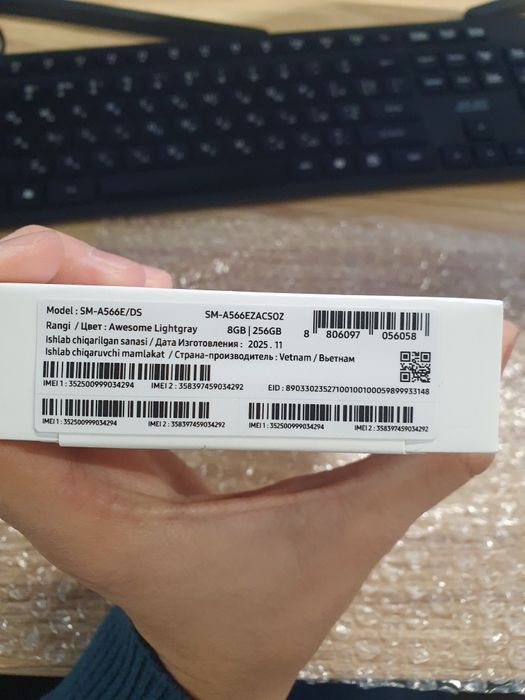 Model : SM-A566E/DS SM-A566EZACSOZ
Rangi / Цвет : Awesome Lightgray 8GB | 256GB
8 806097 056058
Ishlab chiqarilgan sanasi / Дата Изготовления : 2025 . 11
Ishlab chiqaruvchi mamlakat / Страна-производитель : Vetnam / Вьетнам
IMEI 1 : 352500999034294 IMEI 2 : 358397459034292 EID : 89033023527100100100059899933148
IMEI 1 : 352500999034294 IMEI 2 : 358397459034292 IMEI 1 : 352500999034294 IMEI 2 : 358397459034292